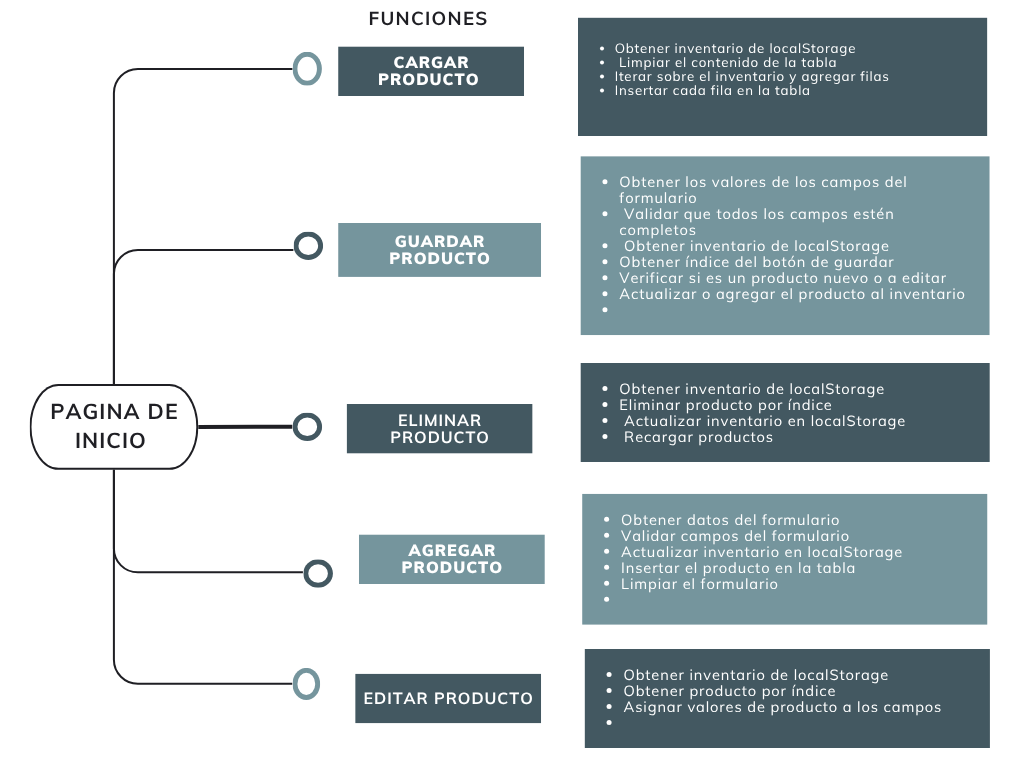 FUNCIONES
CARGAR
PRODUCTO
• Obtener inventario de localStorage
• Limpiar el contenido de la tabla
• Iterar sobre el inventario y agregar filas
• Insertar cada fila en la tabla
GUARDAR
PRODUCTO
• Obtener los valores de los campos del
formulario
• Validar que todos los campos estén
completos
• Obtener inventario de localStorage
• Obtener índice del botón de guardar
• Verificar si es un producto nuevo o a editar
• Actualizar o agregar el producto al inventario
•
PAGINA DE
INICIO
ELIMINAR
PRODUCTO
• Obtener inventario de localStorage
• Eliminar producto por índice
• Actualizar inventario en localStorage
• Recargar productos
AGREGAR
PRODUCTO
• Obtener datos del formulario
• Validar campos del formulario
• Actualizar inventario en localStorage
• Insertar el producto en la tabla
• Limpiar el formulario
•
EDITAR PRODUCTO
• Obtener inventario de localStorage
• Obtener producto por índice
• Asignar valores de producto a los campos
•